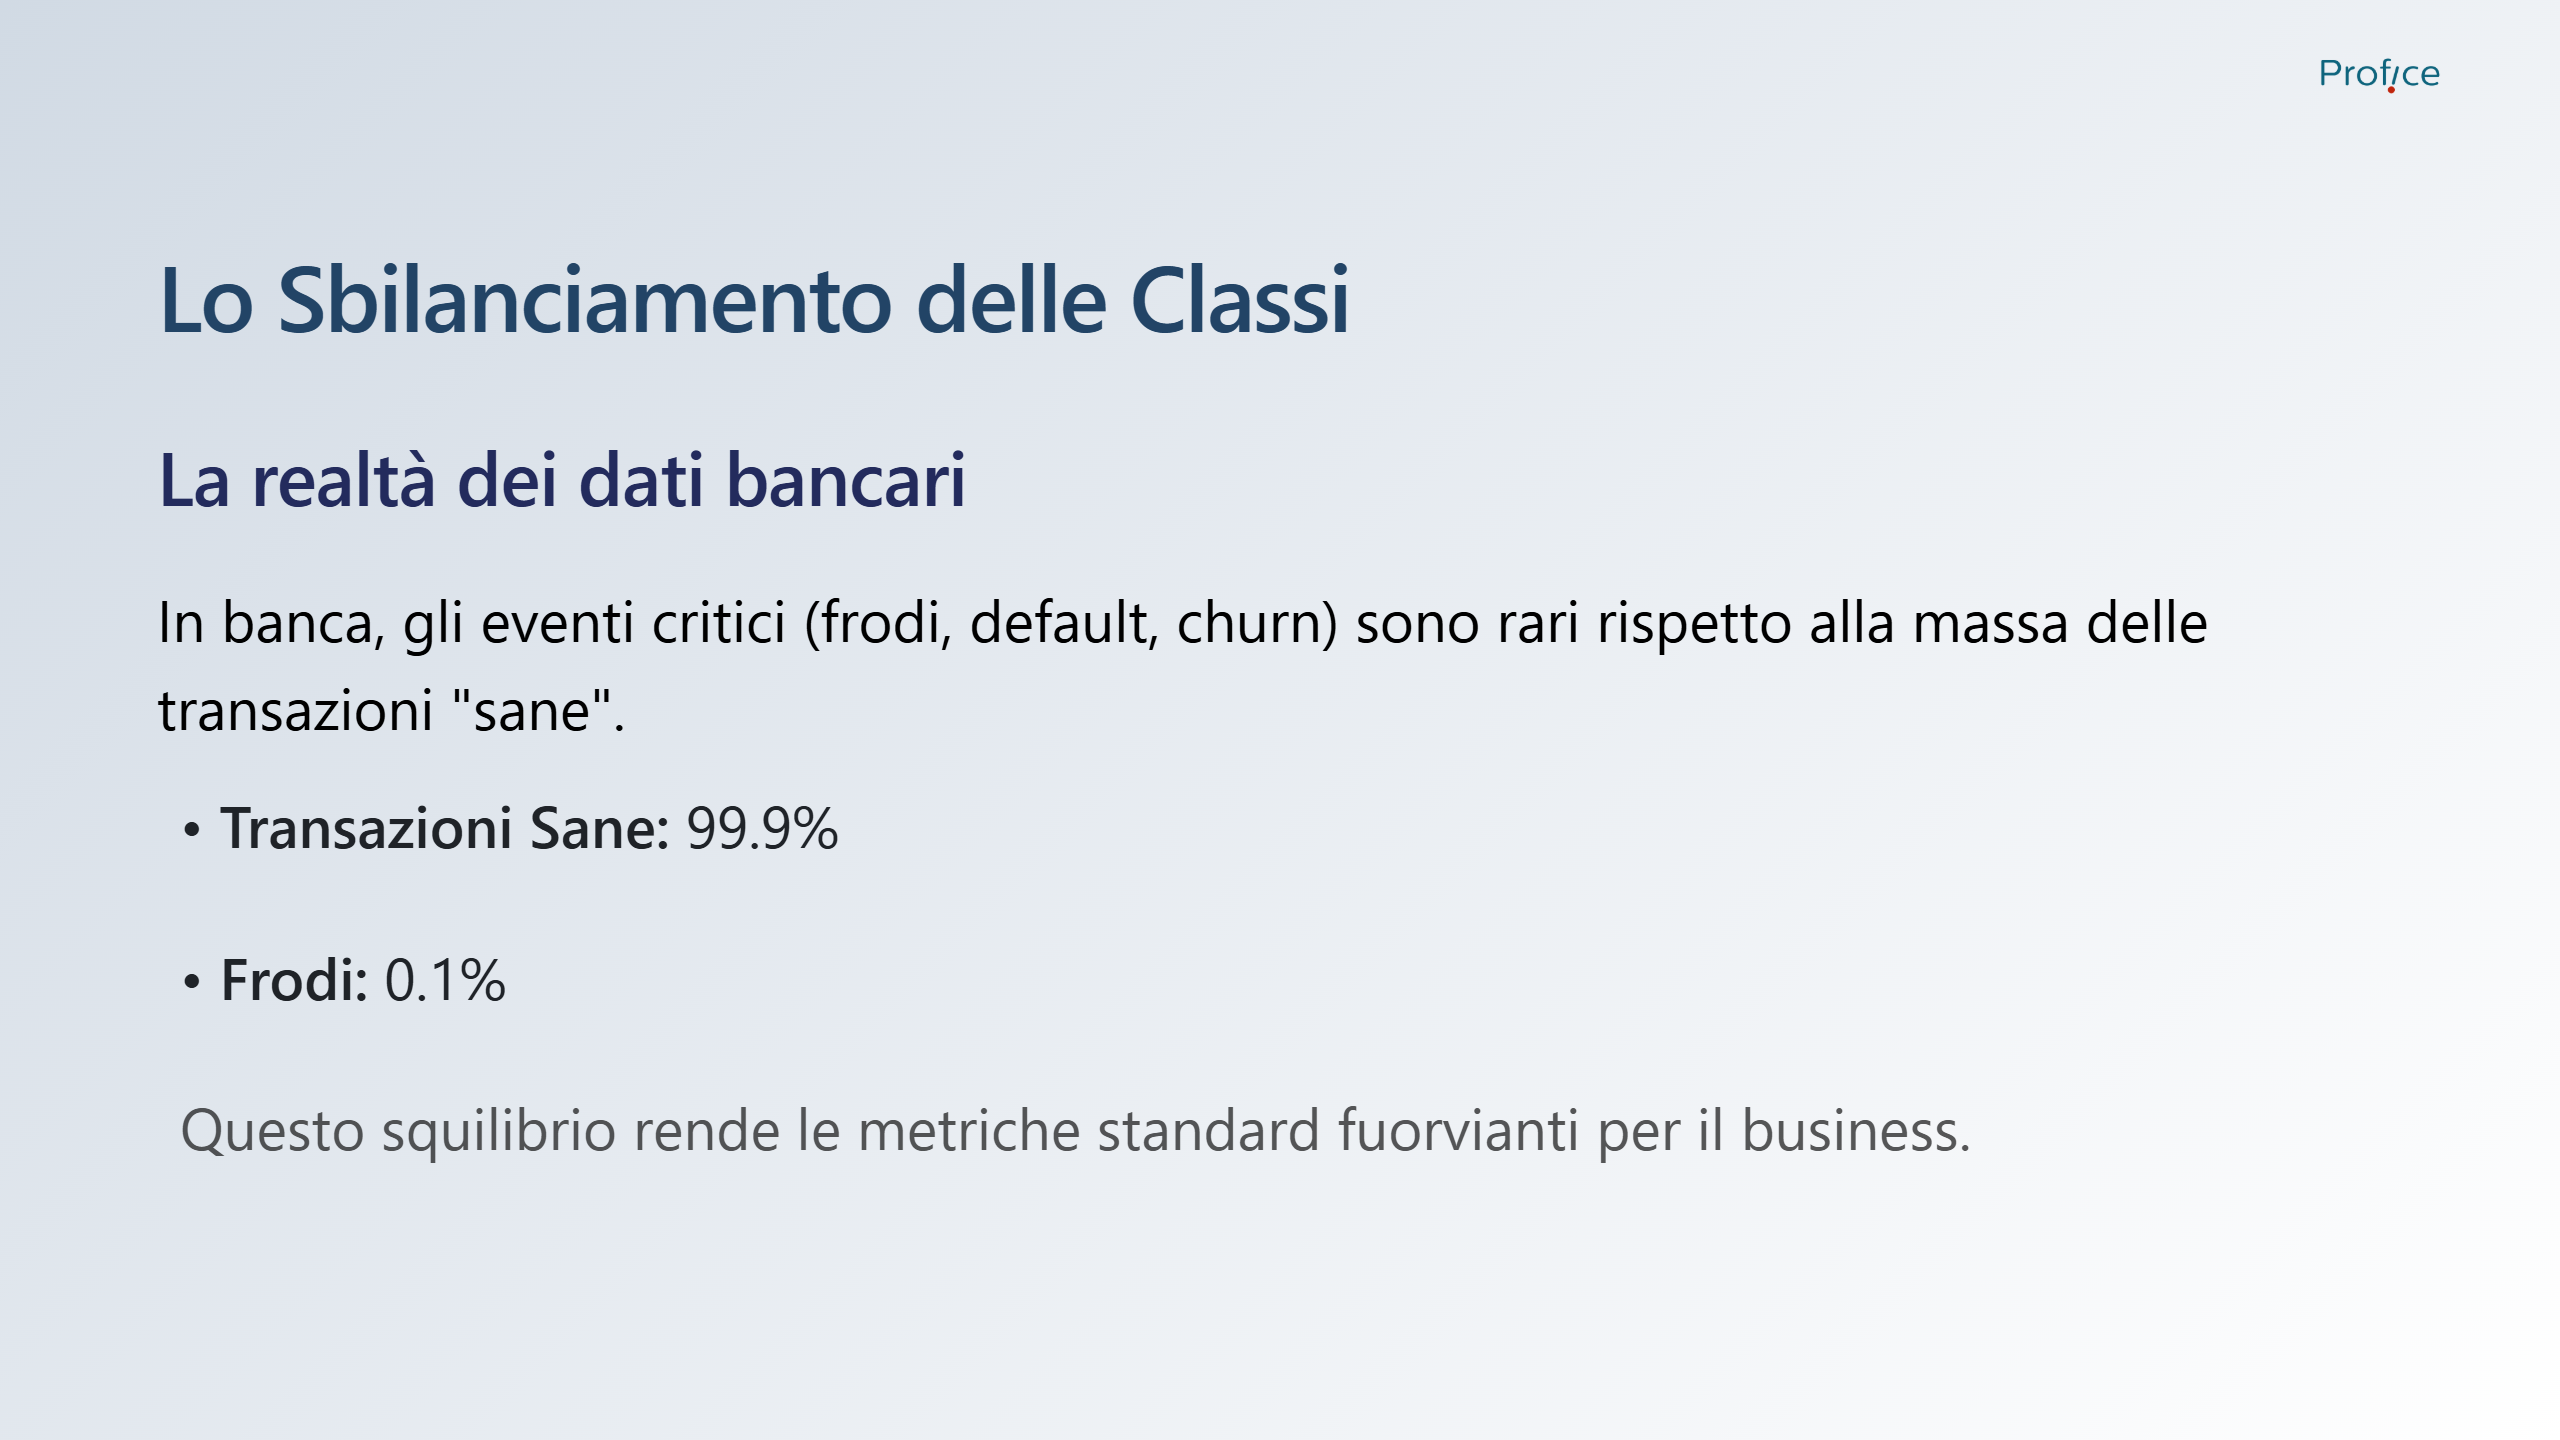 Profice
Lo Sbilanciamento delle Classi
La realtà dei dati bancari
In banca, gli eventi critici (frodi, default, churn) sono rari rispetto alla massa delle
transazioni "sane".
• Transazioni Sane: 99.9%
• Frodi: 0.1%
Questo squilibrio rende le metriche standard fuorvianti per il business.